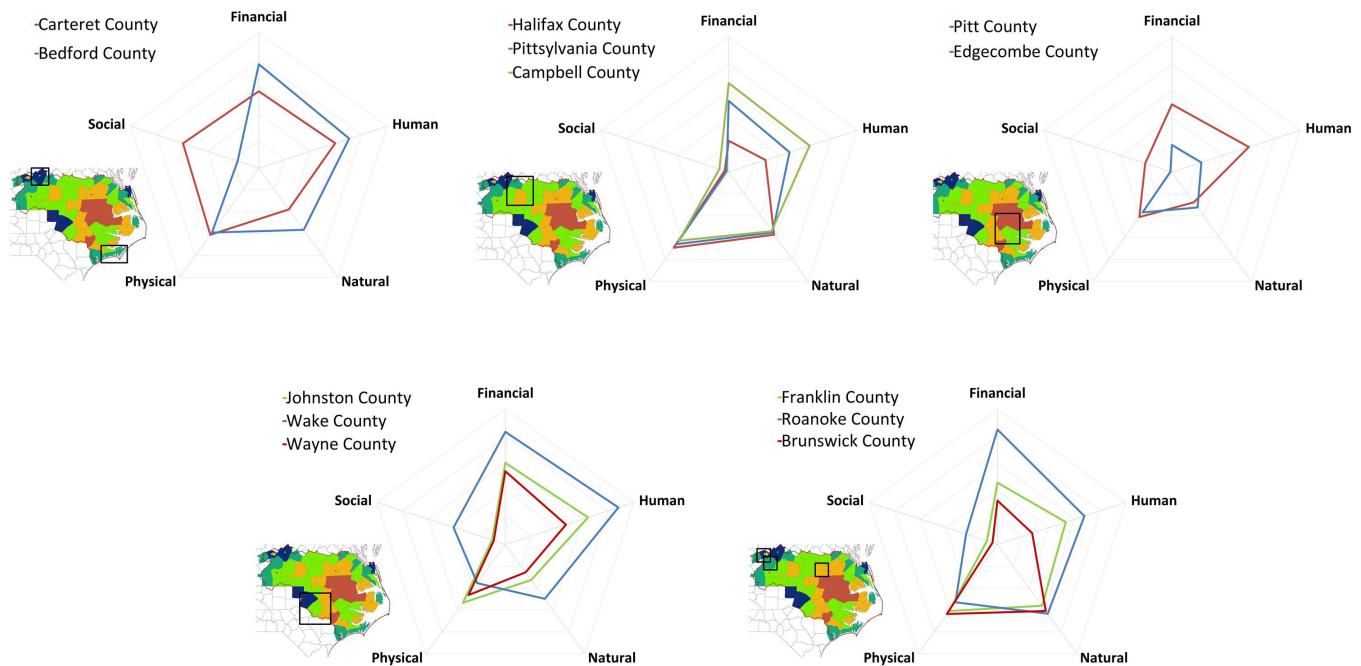 -Carteret County
-Bedford County
Financial
Social
Human
Physical
Natural
-Halifax County
-Pittsylvania County
-Campbell County
Financial
Social
Human
Physical
Natural
-Pitt County
-Edgecombe County
Financial
Social
Human
Physical
Natural
-Johnston County
-Wake County
-Wayne County
Financial
Social
Human
Physical
Natural
-Franklin County
-Roanoke County
-Brunswick County
Financial
Social
Human
Physical
Natural